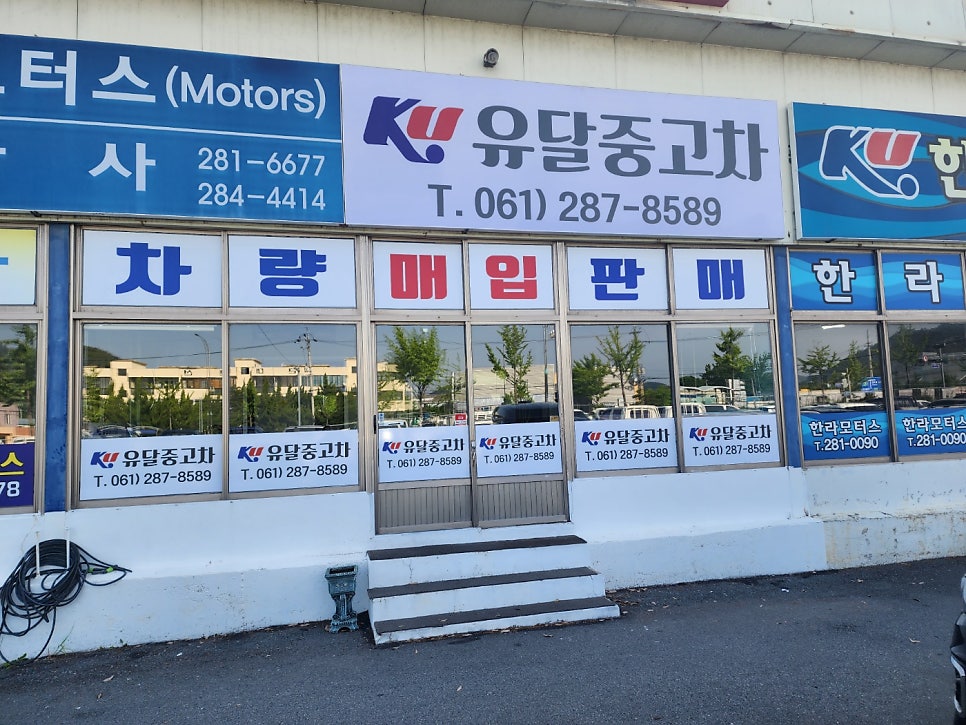 터스(Motors)
사
281-6677
284-4414
KU 유달중고차
T. 061) 287-8589
KU 한
차량매입판매
한라
KU 유달중고차
T. 061) 287-8589
KU 유달중고차
T. 061) 287-8589
KU 유달중고차
T. 061) 287-8589
KU 유달중고차
T. 061) 287-8589
KU 유달중고차
T. 061) 287-8589
KU 유달중고차
T. 061) 287-8589
한라모터스
T.281-0090
한라모터스
T.281-0090
스
78